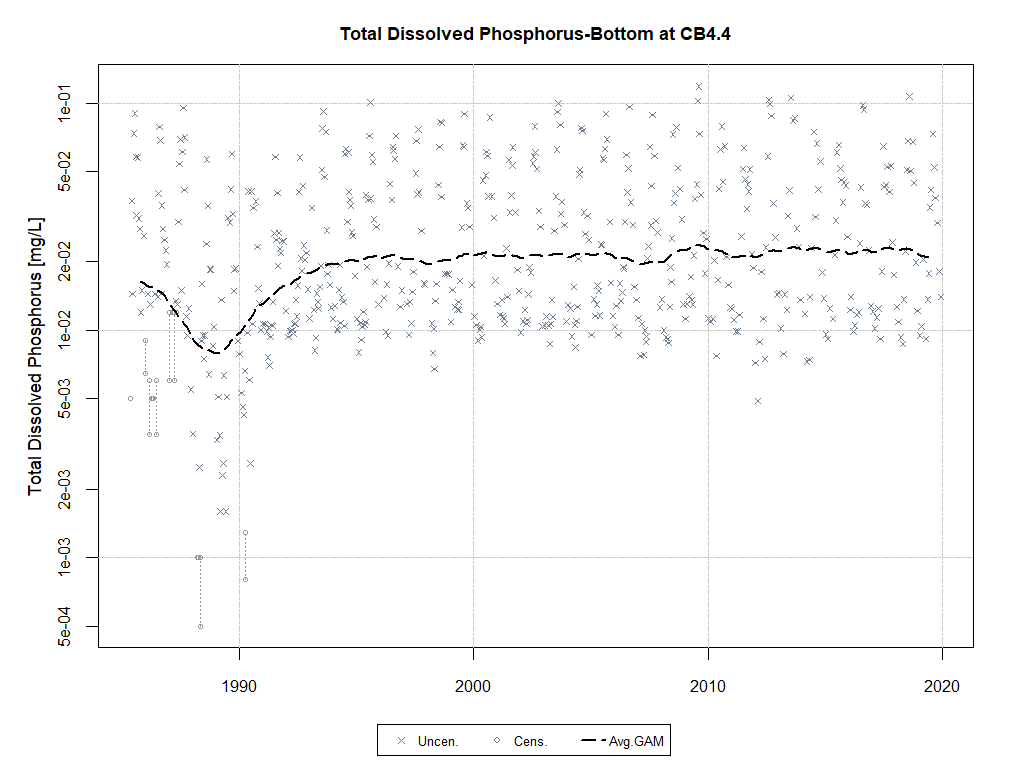 Total Dissolved Phosphorus-Bottom at CB4.4
Total Dissolved Phosphorus [mg/L]
1e-01
5e-02
2e-02
1e-02
5e-03
2e-03
1e-03
5e-04
1990 2000 2010 2020
Uncen. Cens. Avg.GAM